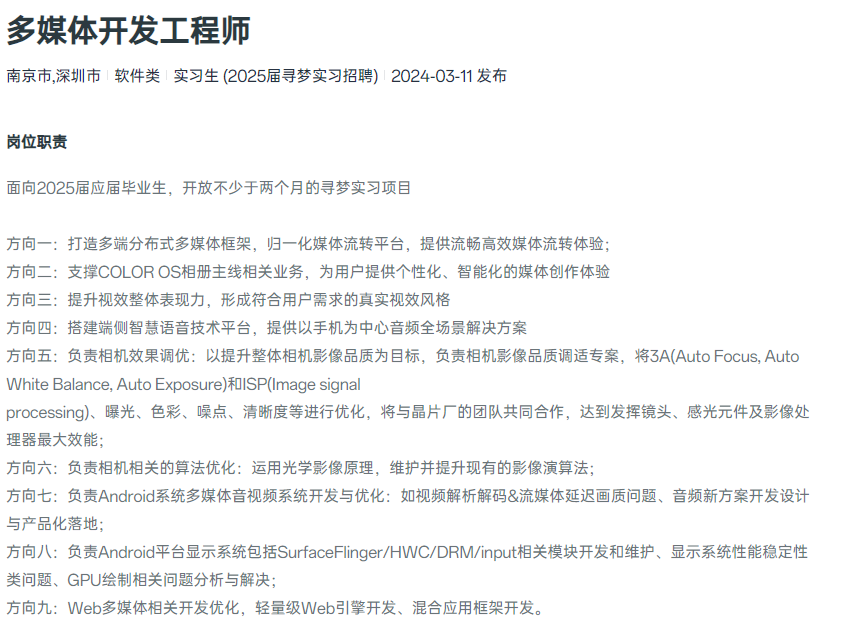 多媒体开发工程师
南京市,深圳市 软件类 实习生 (2025届寻梦实习招聘) 2024-03-11 发布
岗位职责
面向2025届应届毕业生，开放不少于两个月的寻梦实习项目
方向一：打造多端分布式多媒体框架，归一化媒体流转平台，提供流畅高效媒体流转体验；
方向二：支撑COLOR OS相册主线相关业务，为用户提供个性化、智能化的媒体创作体验
方向三：提升视效整体表现力，形成符合用户需求的真实视效风格
方向四：搭建端侧智慧语音技术平台，提供以手机为中心音频全场景解决方案
方向五：负责相机效果调优：以提升整体相机影像品质为目标，负责相机影像品质调适专案，将3A(Auto Focus, Auto
White Balance, Auto Exposure)和ISP(Image signal
processing)、曝光、色彩、噪点、清晰度等进行优化，将与晶片厂的团队共同合作，达到发挥镜头、感光元件及影像处
理器最大效能；
方向六：负责相机相关的算法优化：运用光学影像原理，维护并提升现有的影像演算法；
方向七：负责Android系统多媒体音视频系统开发与优化：如视频解析解码&流媒体延迟画质问题、音频新方案开发设计
与产品化落地；
方向八：负责Android平台显示系统包括SurfaceFlinger/HWC/DRM/input相关模块开发和维护、显示系统性能稳定性
类问题、GPU绘制相关问题分析与解决；
方向九：Web多媒体相关开发优化，轻量级Web引擎开发、混合应用框架开发。